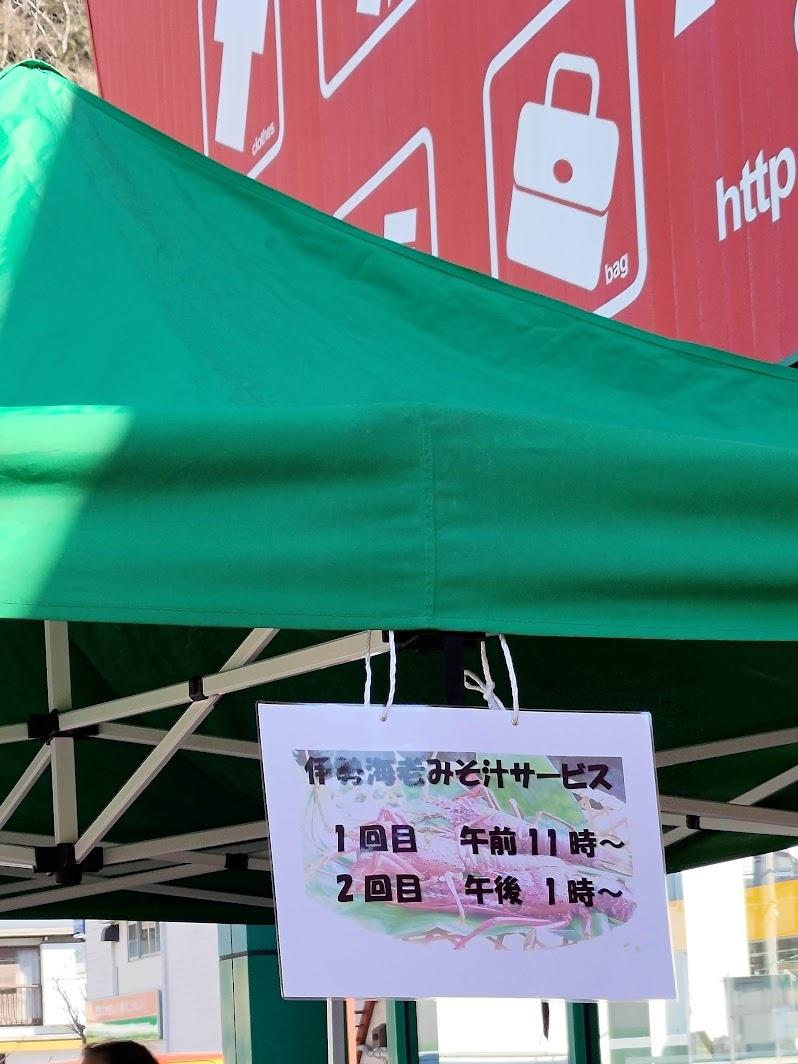 clothes
bag
http
伊勢海老みそ汁サービス
1回目 午前11時～
2回目 午後 1時～